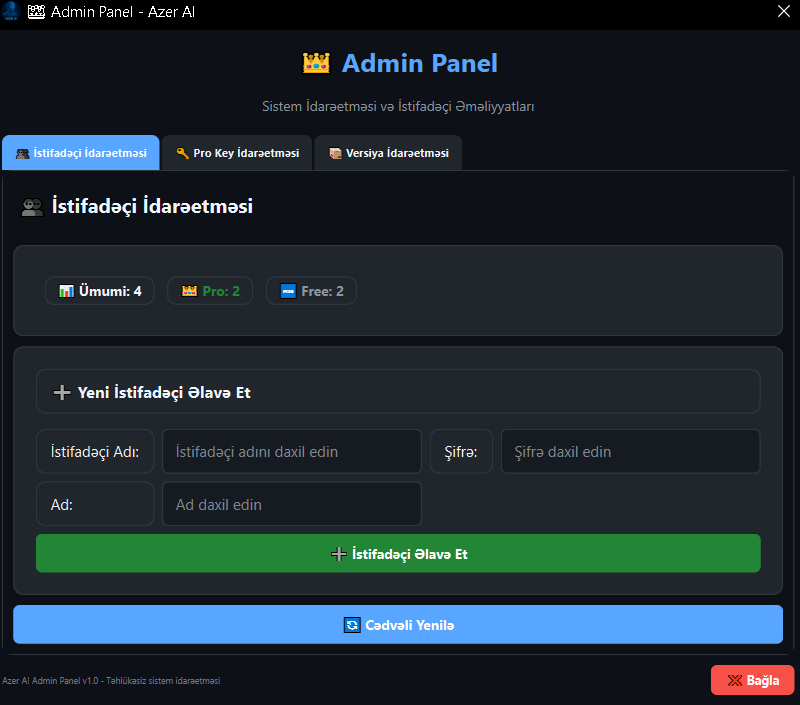 Admin Panel - Azer AI
Admin Panel
Sistem İdarəetməsi və İstifadəçi Əməliyyatları
İstifadəçi İdarəetməsi
Pro Key İdarəetməsi
Versiya İdarəetməsi
İstifadəçi İdarəetməsi
Ümumi: 4
Pro: 2
Free: 2
Yeni İstifadəçi Əlavə Et
İstifadəçi Adı:
İstifadəçi adını daxil edin
Şifrə:
Şifrə daxil edin
Ad:
Ad daxil edin
İstifadəçi Əlavə Et
Cədvəli Yenilə
Azer AI Admin Panel v1.0 - Təhlükəsiz sistem idarəetməsi
Bağla